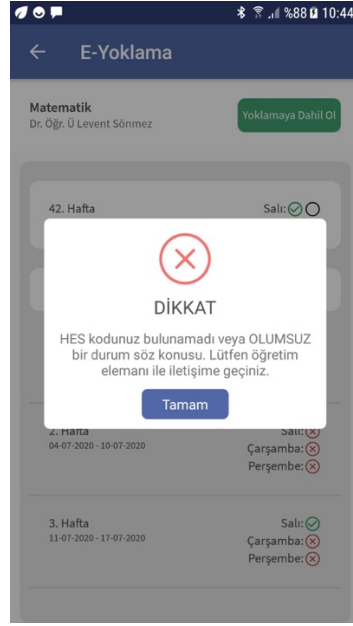 %88 10:44
E-Yoklama
Matematik
Dr. Öğr. Ü Levent Sönmez
Yoklamaya Dahil Ol
42. Hafta
Salı:
DİKKAT
HES kodunuz bulunamadı veya OLUMSUZ
bir durum söz konusu. Lütfen öğretim
elemanı ile iletişime geçiniz.
Tamam
2. Hafta
Salı:
04-07-2020 - 10-07-2020
Çarşamba:
Perşembe:
3. Hafta
Salı:
11-07-2020 - 17-07-2020
Çarşamba:
Perşembe: